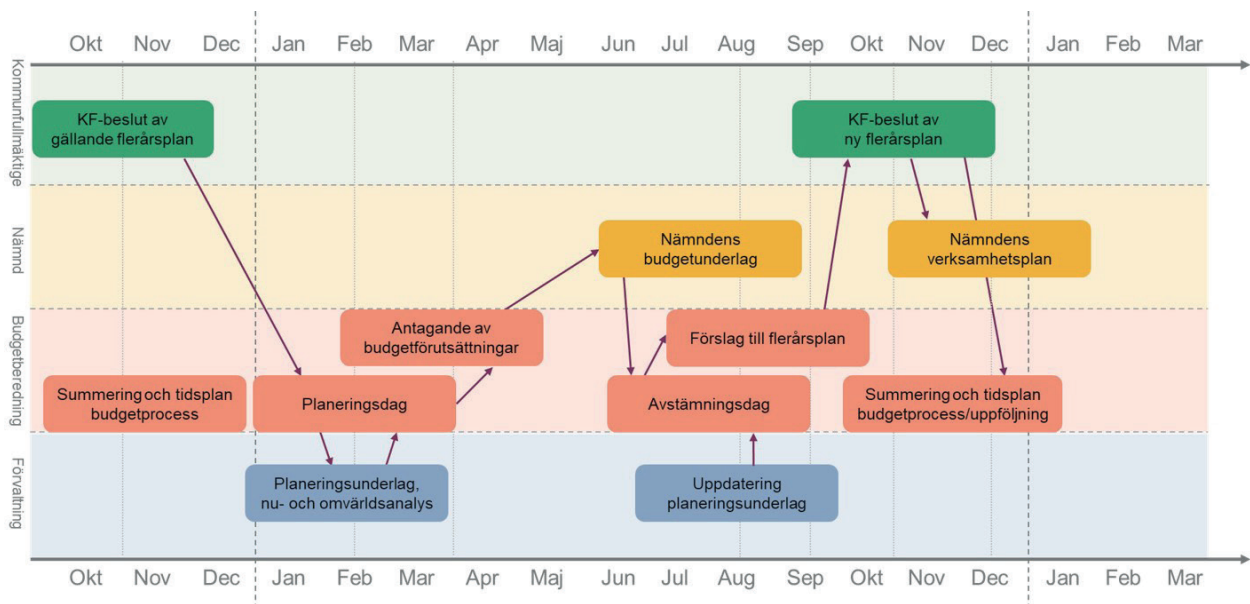 Okt Nov Dec Jan Feb Mar Apr Maj Jun Jul Aug Sep Okt Nov Dec Jan Feb Mar
Kommunfullmäktige
KF-beslut av
gällande flerårsplan
KF-beslut av
ny flerårsplan
Nämnd
Nämndens
budgetunderlag
Nämndens
verksamhetsplan
Budgetberedning
Antagande av
budgetförutsättningar
Förslag till flerårsplan
Summering och tidsplan
budgetprocess
Planeringsdag
Avstämningsdag
Summering och tidsplan
budgetprocess/uppföljning
Förvaltning
Planeringsunderlag,
nu- och omvärldsanalys
Uppdatering
planeringsunderlag
Okt Nov Dec Jan Feb Mar Apr Maj Jun Jul Aug Sep Okt Nov Dec Jan Feb Mar